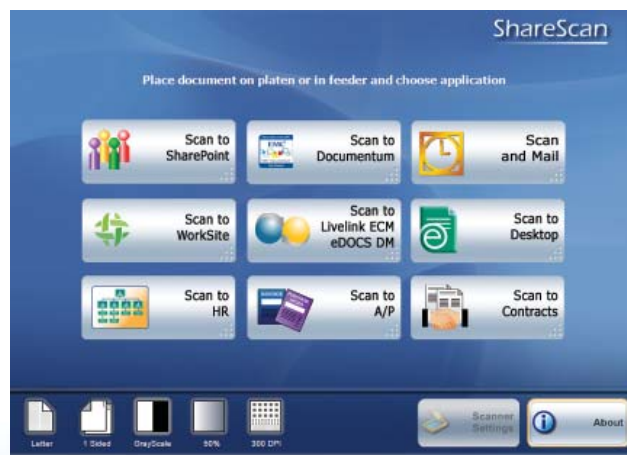 ShareScan
Place document on platen or in feeder and choose application
Scan to
SharePoint
EMC
Scan to
Documentum
Scan
and Mail
Scan to
WorkSite
Scan to
Livelink ECM
eDOCS DM
Scan to
Desktop
Scan to
HR
Scan to
A/P
Scan to
Contracts
Letter
1 Sided
GrayScale
50%
300 DPI
Scanner
Settings
About